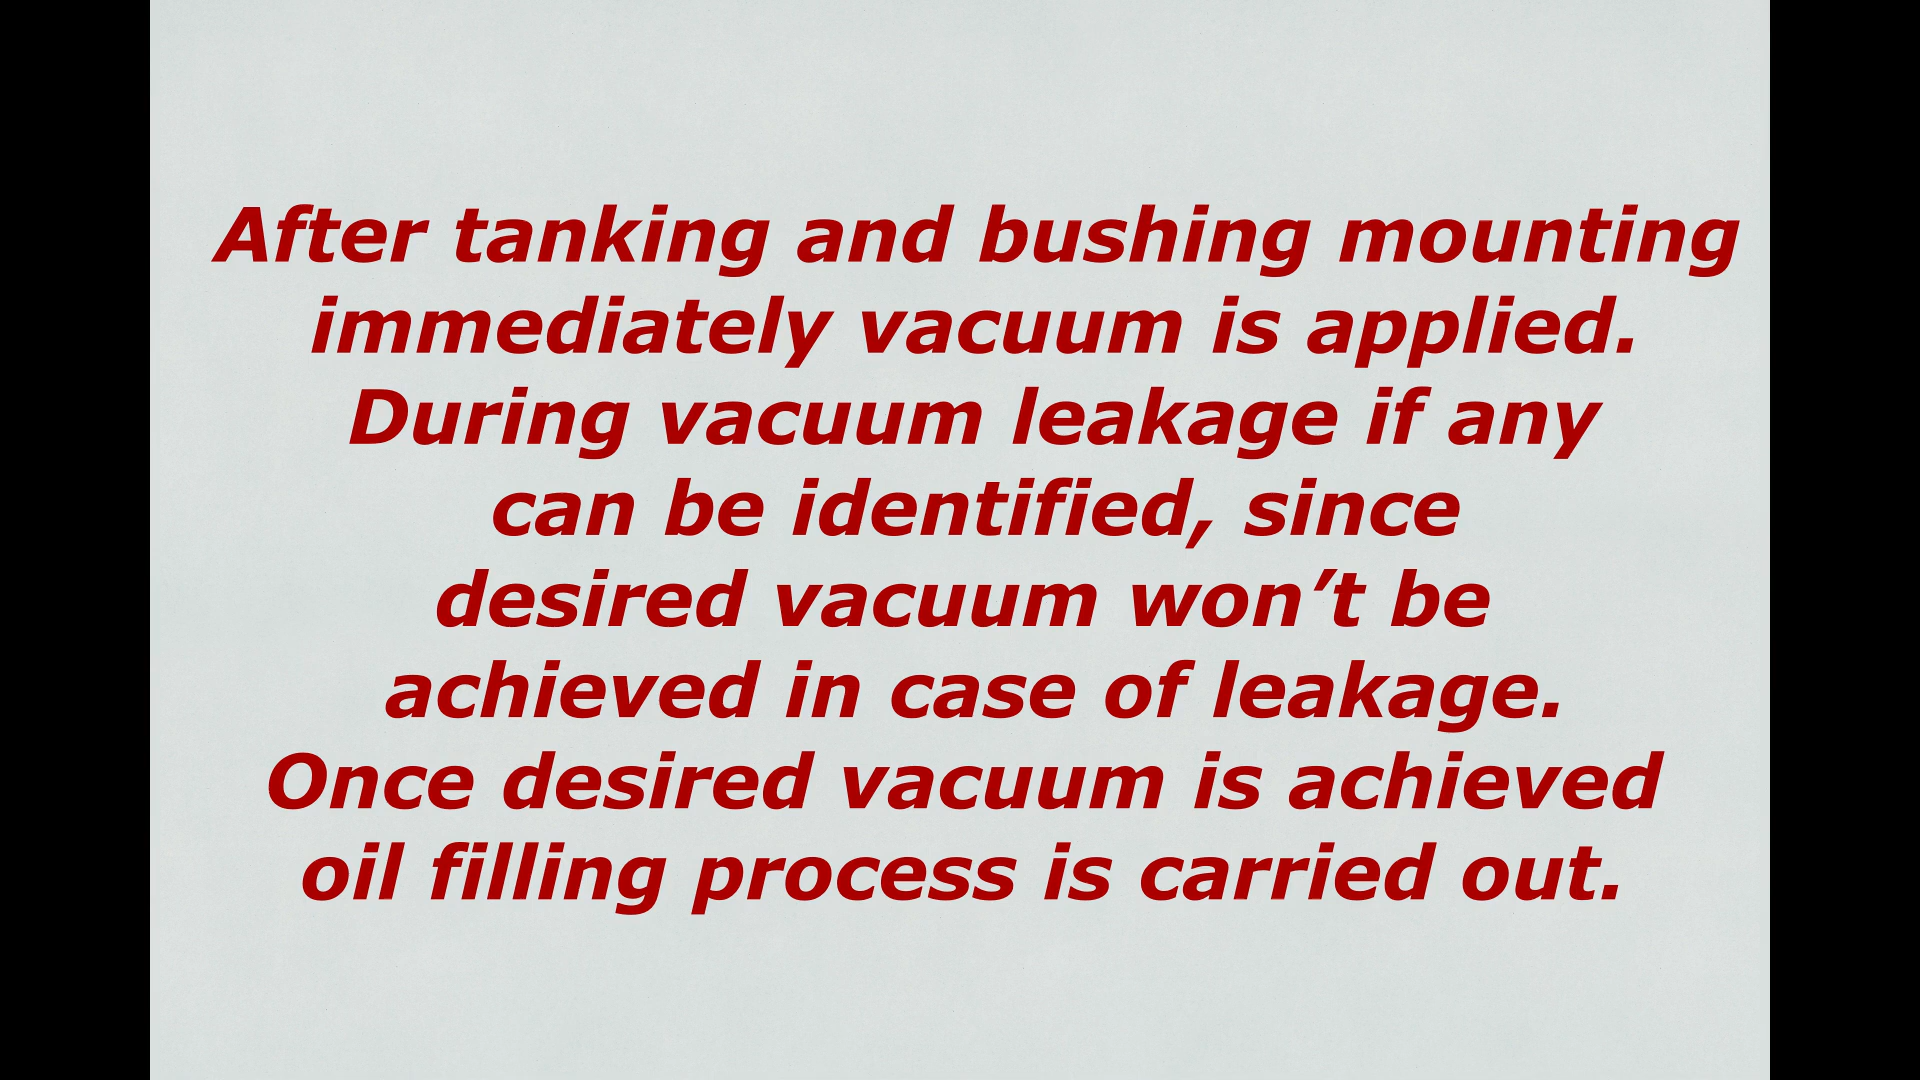 After tanking and bushing mounting
immediately vacuum is applied.
During vacuum leakage if any
can be identified, since
desired vacuum won’t be
achieved in case of leakage.
Once desired vacuum is achieved
oil filling process is carried out.